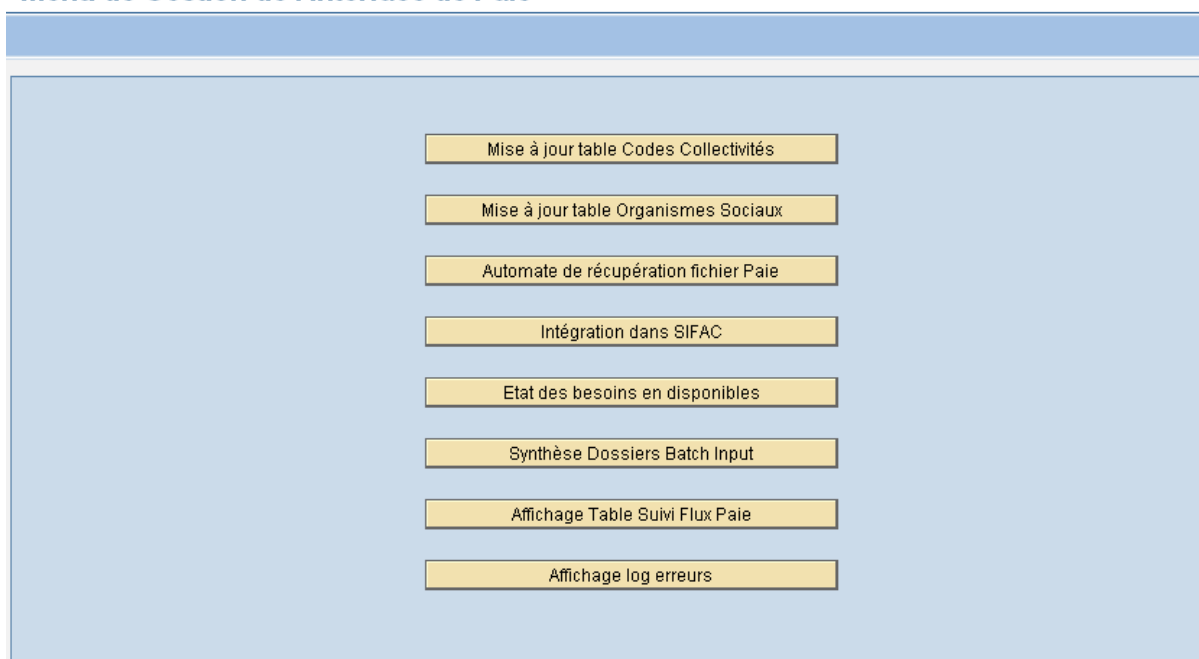 Mise à jour table Codes Collectivités
Mise à jour table Organismes Sociaux
Automate de récupération fichier Paie
Intégration dans SIFAC
Etat des besoins en disponibles
Synthèse Dossiers Batch Input
Affichage Table Suivi Flux Paie
Affichage log erreurs